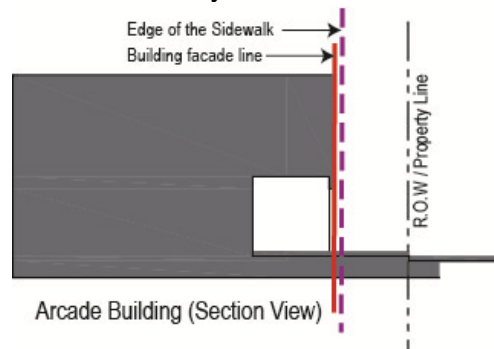 Edge of the Sidewalk
Building facade line
R.O.W / Property Line
Arcade Building (Section View)